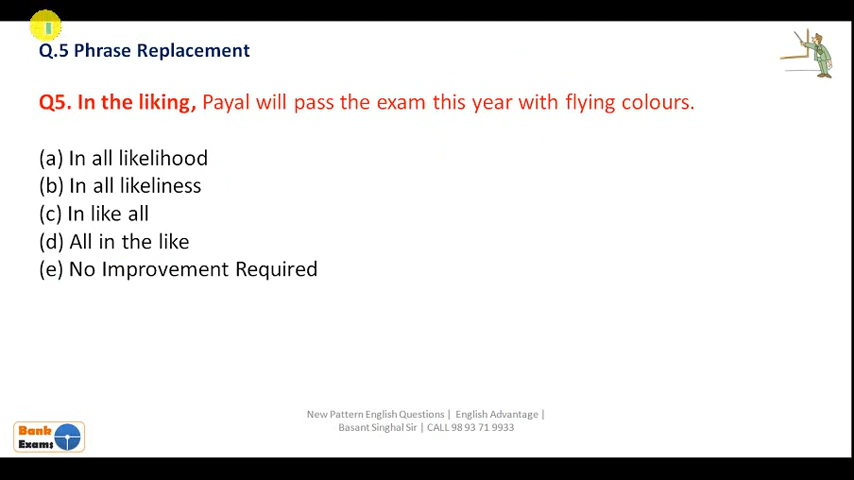 Q.5 Phrase Replacement
Q5. In the liking, Payal will pass the exam this year with flying colours.
(a) In all likelihood
(b) In all likeliness
(c) In like all
(d) All in the like
(e) No Improvement Required
New Pattern English Questions | English Advantage |
Basant Singhal Sir | CALL 98 93 71 9933
Bank
Exams